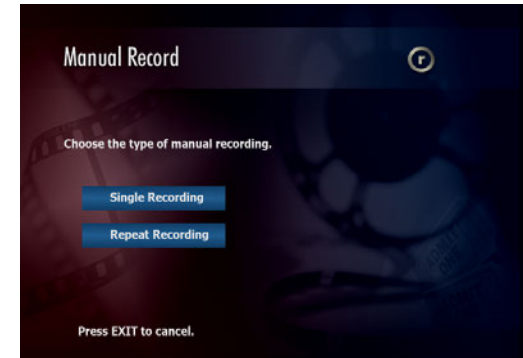 Manual Record
r
Choose the type of manual recording.
Single Recording
Repeat Recording
Press EXIT to cancel.